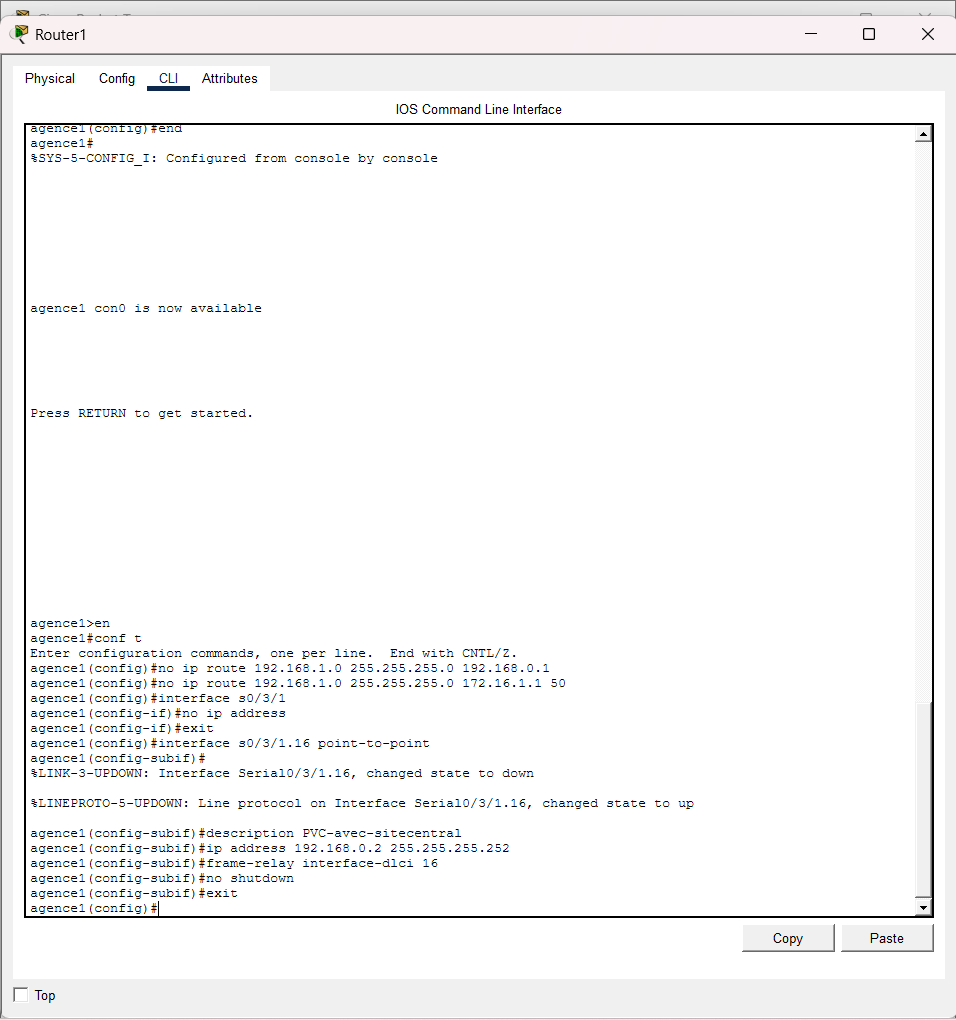 Router1
Physical Config CLI Attributes
IOS Command Line Interface
agence1(config)#end
agence1#
%SYS-5-CONFIG_I: Configured from console by console
agence1 con0 is now available
Press RETURN to get started.
agence1>en
agence1#conf t
Enter configuration commands, one per line.  End with CNTL/Z.
agence1(config)#no ip route 192.168.1.0 255.255.255.0 192.168.0.1
agence1(config)#no ip route 192.168.1.0 255.255.255.0 172.16.1.1 50
agence1(config)#interface s0/3/1
agence1(config-if)#no ip address
agence1(config-if)#exit
agence1(config)#interface s0/3/1.16 point-to-point
agence1(config-subif)#
%LINK-3-UPDOWN: Interface Serial0/3/1.16, changed state to down
%LINEPROTO-5-UPDOWN: Line protocol on Interface Serial0/3/1.16, changed state to up
agence1(config-subif)#description PVC-avec-sitecentral
agence1(config-subif)#ip address 192.168.0.2 255.255.255.252
agence1(config-subif)#frame-relay interface-dlci 16
agence1(config-subif)#no shutdown
agence1(config-subif)#exit
agence1(config)#
Copy Paste
Top